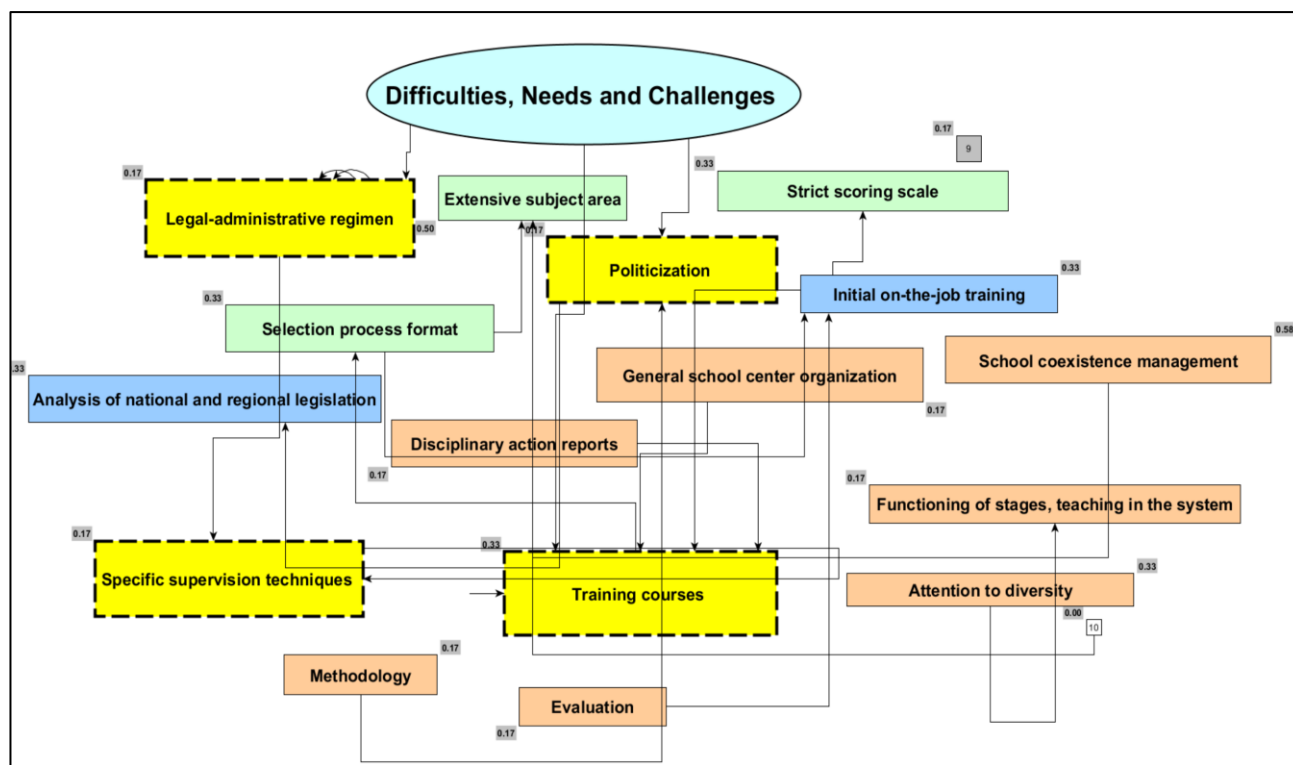 Difficulties, Needs and Challenges
0.17
9
0.17
0.33
Strict scoring scale
Extensive subject area
Legal-administrative regimen
0.50
0.17
Politicization
0.33
Initial on-the-job training
0.33
Selection process format
0.58
School coexistence management
General school center organization
.33
Analysis of national and regional legislation
0.17
Disciplinary action reports
0.17
0.17
Functioning of stages, teaching in the system
0.17
0.33
Specific supervision techniques
Training courses
0.33
Attention to diversity
0.00
10
0.17
Methodology
Evaluation
0.17